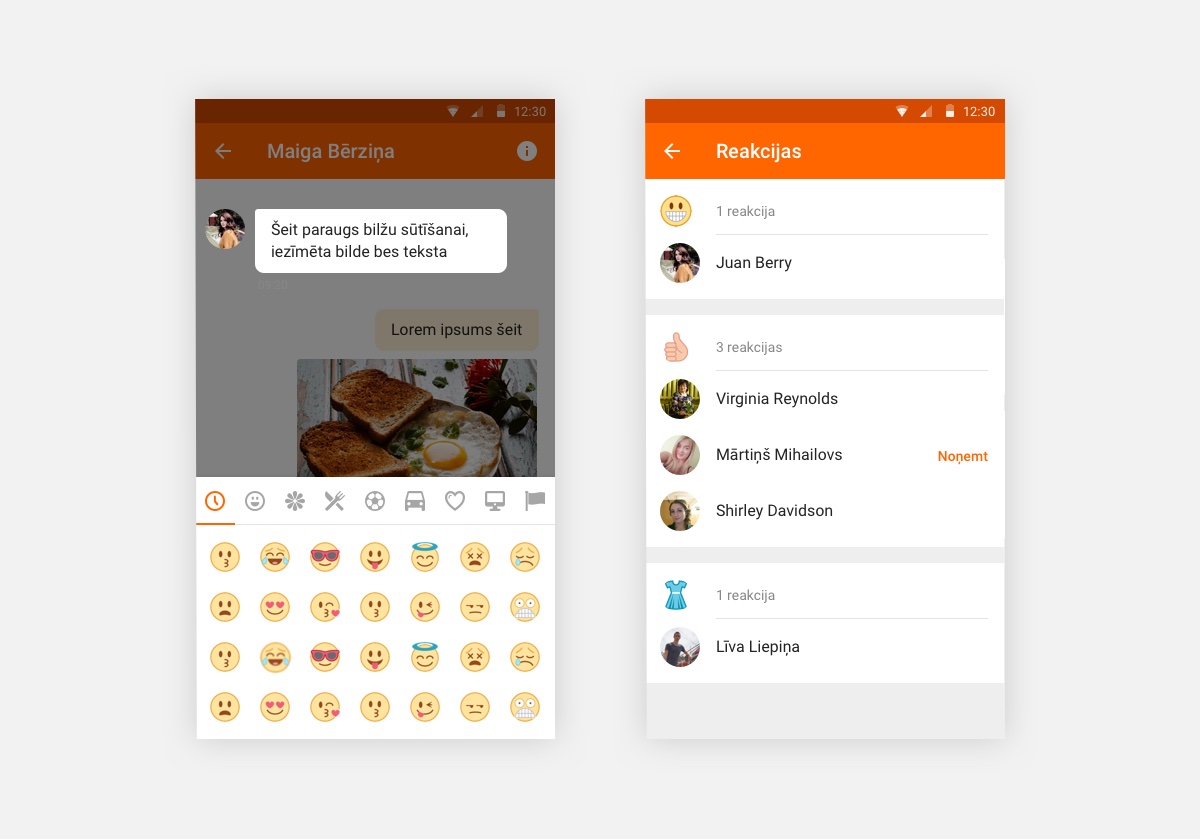 12:30
Maiga Bērziņa
Šeit paraugs bilžu sūtīšanai,
iezīmēta bilde bes teksta
09:20
Lorem ipsums šeit
12:30
Reakcijas
1 reakcija
Juan Berry
3 reakcijas
Virginia Reynolds
Mārtiņš Mihailovs
Noņemt
Shirley Davidson
1 reakcija
Līva Liepiņa